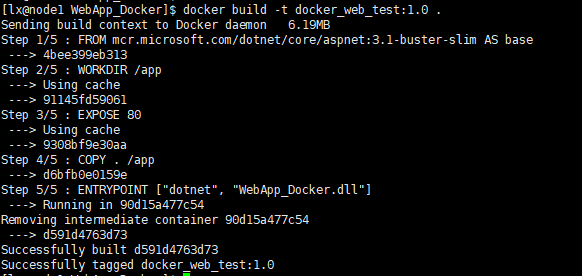 [lx@node1 WebApp_Docker]$ docker build -t docker_web_test:1.0 .
Sending build context to Docker daemon   6.19MB
Step 1/5 : FROM mcr.microsoft.com/dotnet/core/aspnet:3.1-buster-slim AS base
 ---> 4bee399eb313
Step 2/5 : WORKDIR /app
 ---> Using cache
 ---> 91145fd59061
Step 3/5 : EXPOSE 80
 ---> Using cache
 ---> 9308bf9e30aa
Step 4/5 : COPY . /app
 ---> d6bfb0e0159e
Step 5/5 : ENTRYPOINT ["dotnet", "WebApp_Docker.dll"]
 ---> Running in 90d15a477c54
Removing intermediate container 90d15a477c54
 ---> d591d4763d73
Successfully built d591d4763d73
Successfully tagged docker_web_test:1.0